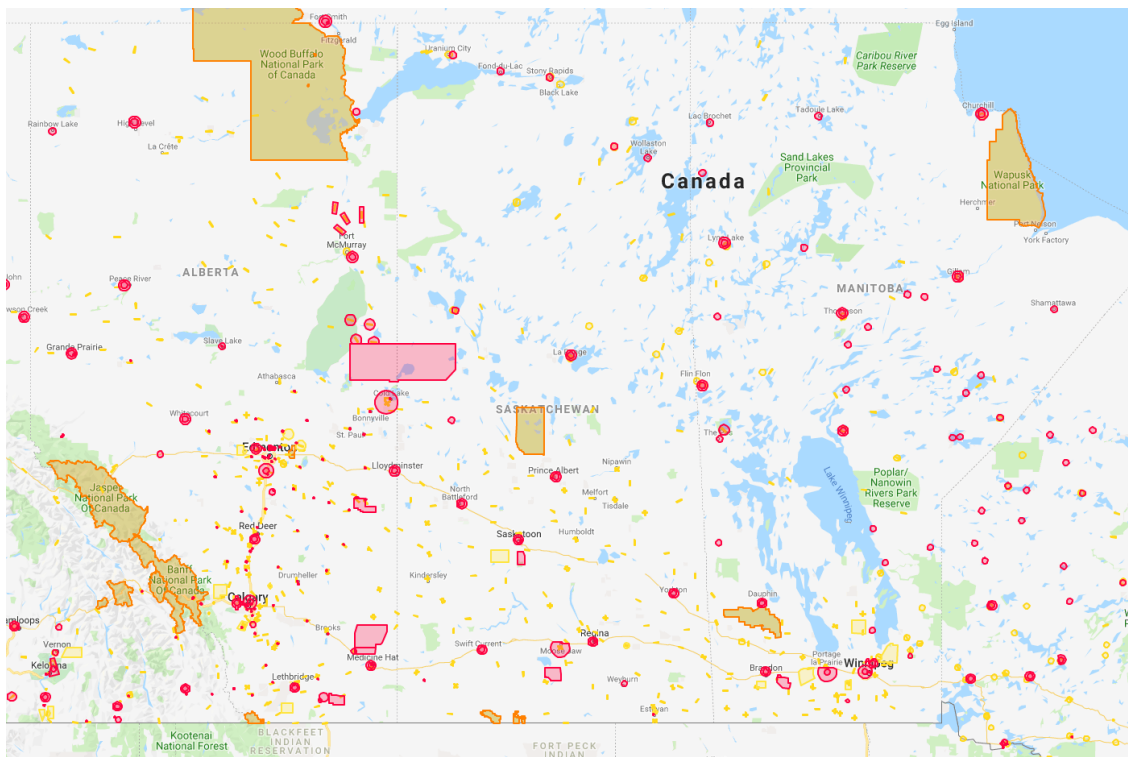 Fort Smith
Fitzgerald
Egg Island
Uranium City
Wood Buffalo
National Park
of Canada
Fond-du-Lac
Stony Rapids
Black Lake
Caribou River
Park Reserve
Rainbow Lake
High Level
La Crête
Lac Brochet
Tadoule Lake
Churchill
Wollaston
Lake
Sand Lakes
Provincial
Park
Canada
Wapusk
National Park
Herchmer
Port Nelson
York Factory
Fort
McMurray
Lynn Lake
John
Peace River
ALBERTA
Gillam
MANITOBA
wson Creek
Thompson
Shamattawa
Grande Prairie
Slave Lake
La Ronge
Athabasca
Flin Flon
Cold Lake
Whitecourt
Bonnyville
SASKATCHEWAN
St. Paul
The Pas
Edmonton
Lloydminster
Prince Albert
Nipawin
Lake Winnipeg
Poplar/
Nanowin
Rivers Park
Reserve
Jasper
National Park
Of Canada
North
Battleford
Melfort
Tisdale
Red Deer
Saskatoon
Humboldt
Banff
National Park
Of Canada
Drumheller
Kindersley
Calgary
Yorkton
Dauphin
mloops
Brooks
Vernon
Swift Current
Regina
Moose Jaw
Medicine Hat
Portage
la Prairie
Winnipeg
Kelowna
Lethbridge
Weyburn
Brandon
Estevan
Kootenai
National Forest
BLACKFEET
INDIAN
RESERVATION
FORT PECK
INDIAN